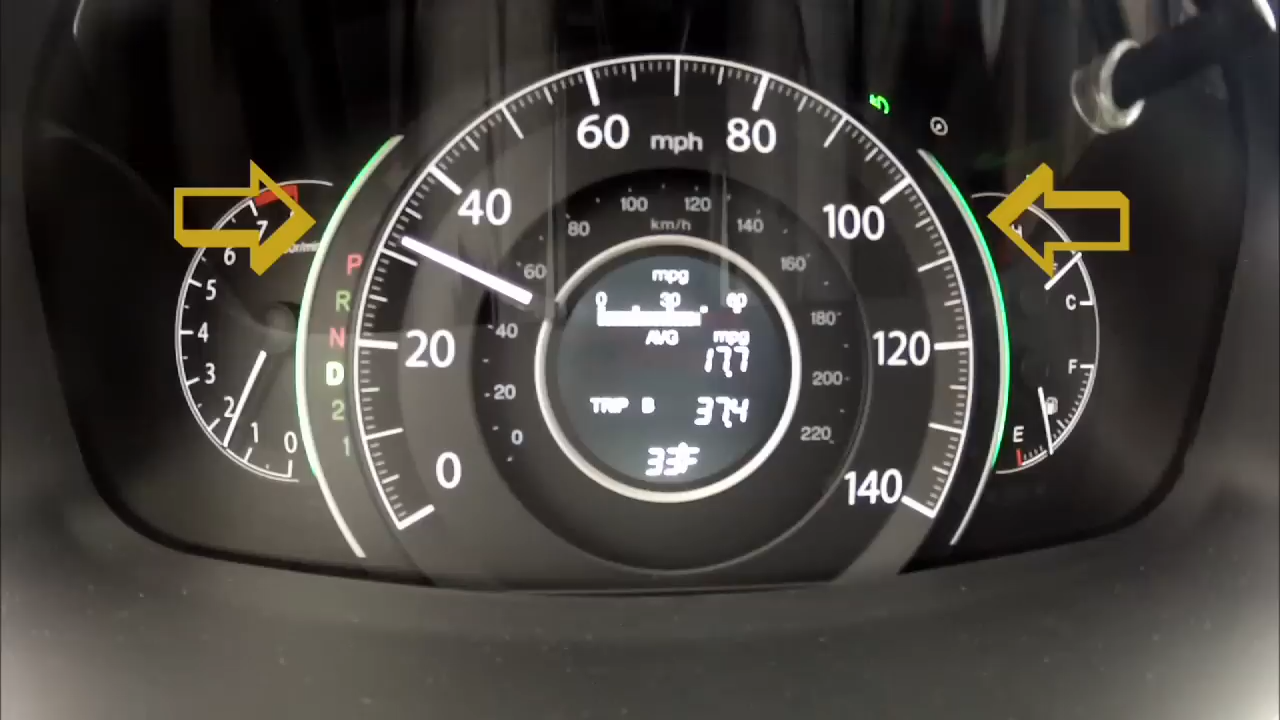 60 mph 80
40
100
20
120
0
140
80 100 120 140
km/h
60
160
40
180
20
200
0
220
mpg
0 30 60
AVG mpg
17.7
TRIP B 37.4
33°F
P
R
N
D
2
1
7
6
5
4
3
2
1
0
H
C
F
E